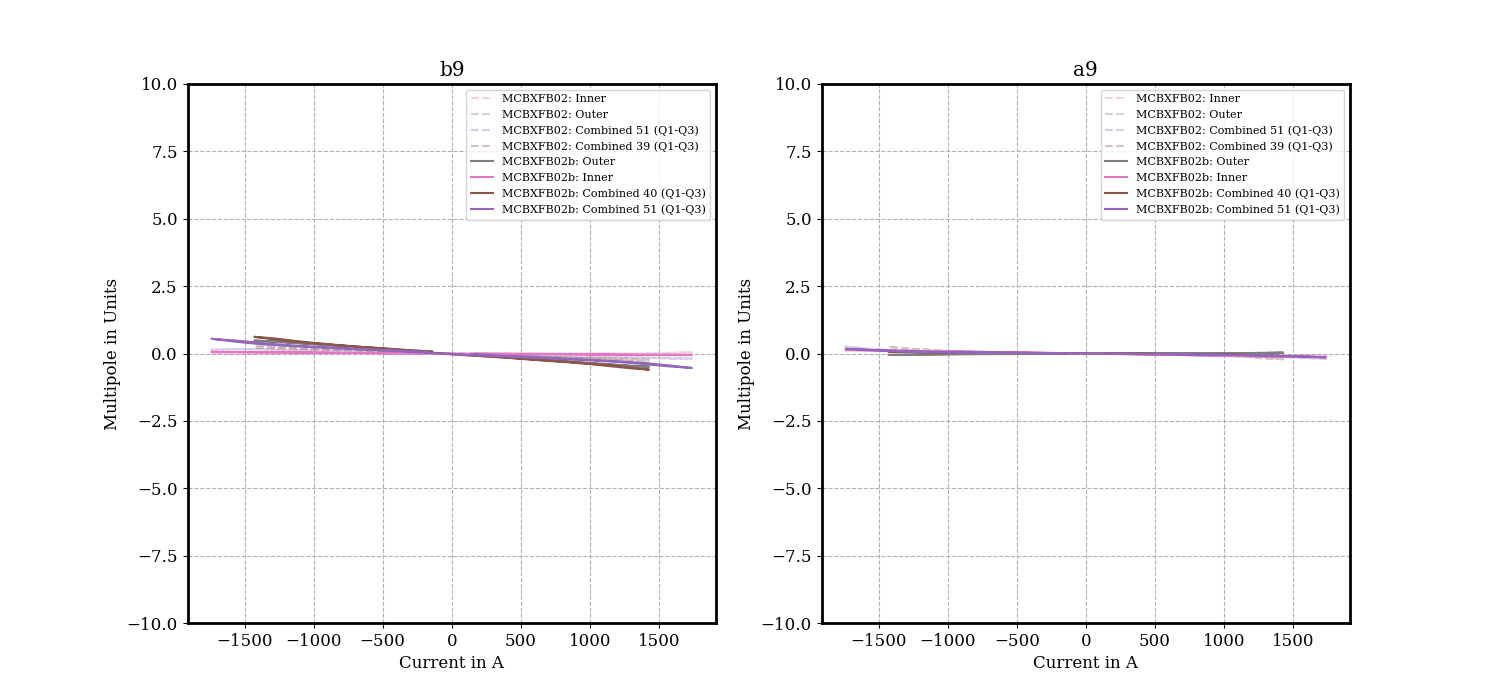 b9
10.0
7.5
5.0
2.5
0.0
−2.5
−5.0
−7.5
−10.0
Multipole in Units
−1500 −1000 −500 0 500 1000 1500
Current in A
MCBXFB02: Inner
MCBXFB02: Outer
MCBXFB02: Combined 51 (Q1-Q3)
MCBXFB02: Combined 39 (Q1-Q3)
MCBXFB02b: Outer
MCBXFB02b: Inner
MCBXFB02b: Combined 40 (Q1-Q3)
MCBXFB02b: Combined 51 (Q1-Q3)
a9
10.0
7.5
5.0
2.5
0.0
−2.5
−5.0
−7.5
−10.0
Multipole in Units
−1500 −1000 −500 0 500 1000 1500
Current in A
MCBXFB02: Inner
MCBXFB02: Outer
MCBXFB02: Combined 51 (Q1-Q3)
MCBXFB02: Combined 39 (Q1-Q3)
MCBXFB02b: Outer
MCBXFB02b: Inner
MCBXFB02b: Combined 40 (Q1-Q3)
MCBXFB02b: Combined 51 (Q1-Q3)